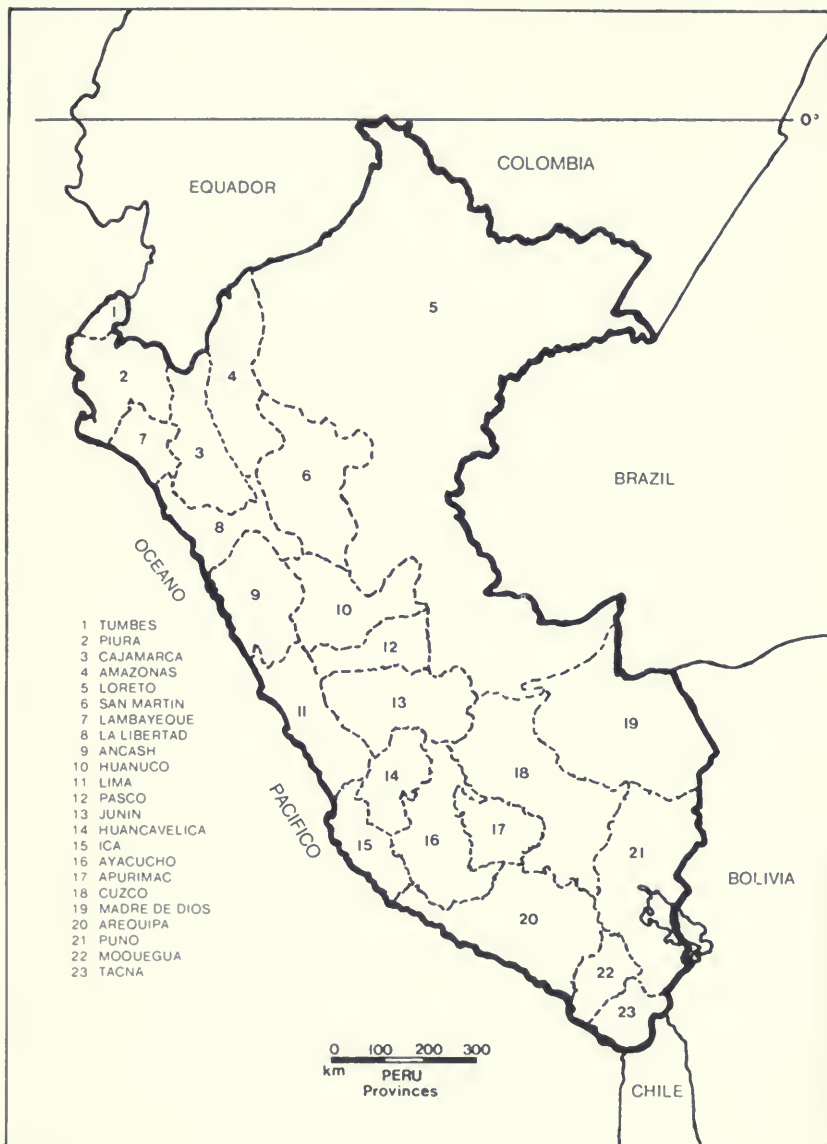 0°
COLOMBIA
EQUADOR
1
5
2
4
7
3
6
BRAZIL
8
OCEANO
9
10
12
1 TUMBES
2 PIURA
3 CAJAMARCA
4 AMAZONAS
5 LORETO
6 SAN MARTIN
7 LAMBAYEQUE
8 LA LIBERTAD
9 ANCASH
10 HUANUCO
11 LIMA
12 PASCO
13 JUNIN
14 HUANCAVELICA
15 ICA
16 AYACUCHO
17 APURIMAC
18 CUZCO
19 MADRE DE DIOS
20 AREQUIPA
21 PUNO
22 MOQUEGUA
23 TACNA
11
13
19
18
14
PACIFICO
15
16
17
21
BOLIVIA
20
22
23
0 100 200 300
km
PERU
Provinces
CHILE